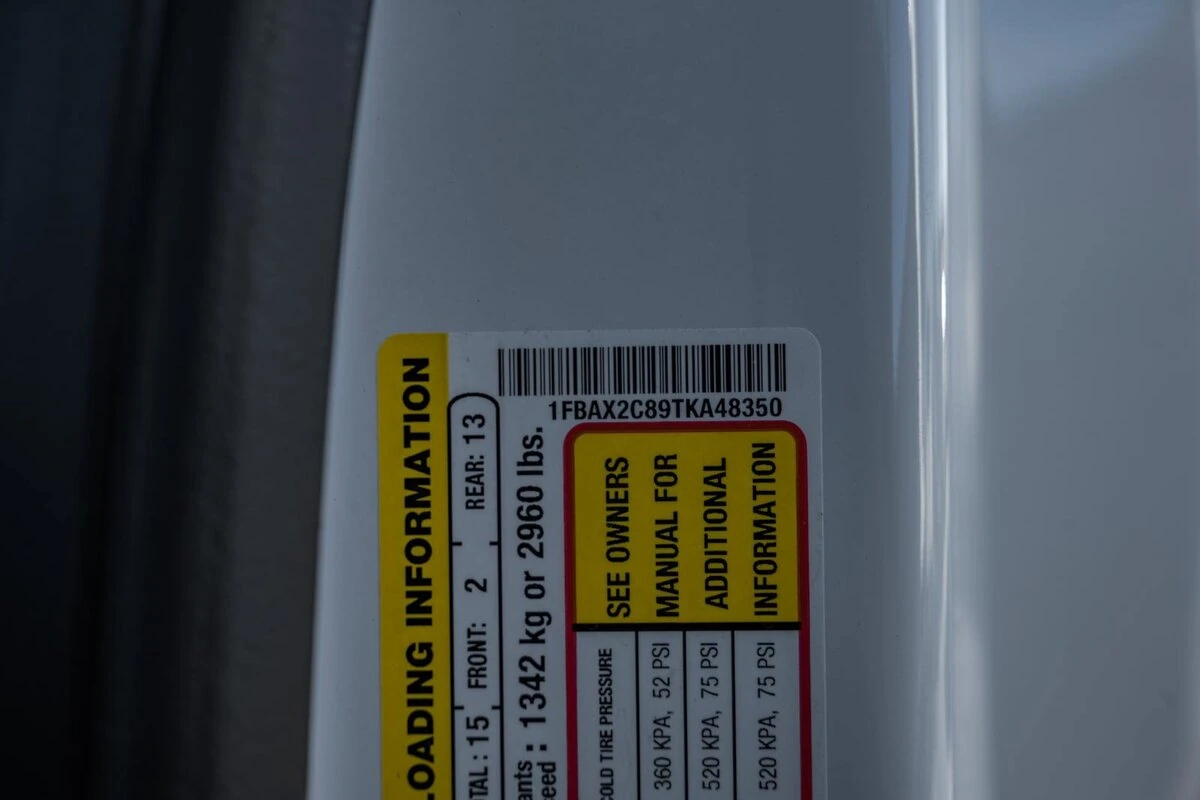 1FBAX2C89TKA48350
LOADING INFORMATION
TOTAL : 15 FRONT: 2 REAR: 13
ants : 1342 kg or 2960 lbs.
eed
SEE OWNERS
MANUAL FOR
ADDITIONAL
INFORMATION
COLD TIRE PRESSURE
360 KPA, 52 PSI
520 KPA, 75 PSI
520 KPA, 75 PSI